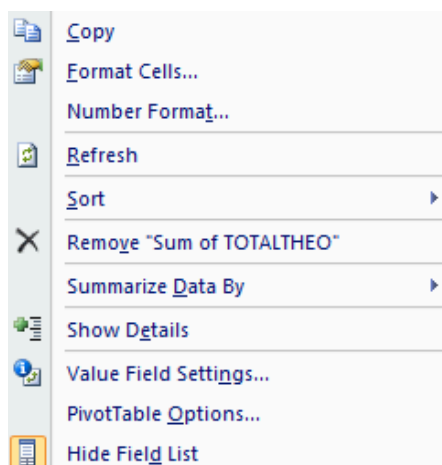 Copy
Format Cells...
Number Format...
Refresh
Sort
Remove "Sum of TOTALTHEO"
Summarize Data By
Show Details
Value Field Settings...
PivotTable Options...
Hide Field List